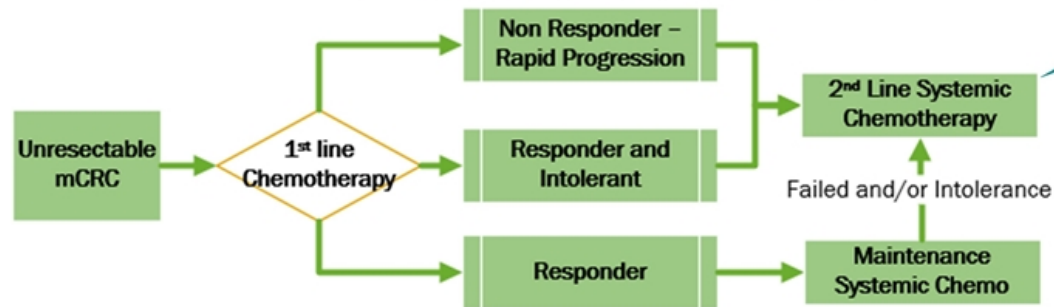 Unresectable
mCRC
1st line
Chemotherapy
Non Responder –
Rapid Progression
Responder and
Intolerant
Responder
2nd Line Systemic
Chemotherapy
Failed and/or Intolerance
Maintenance
Systemic Chemo